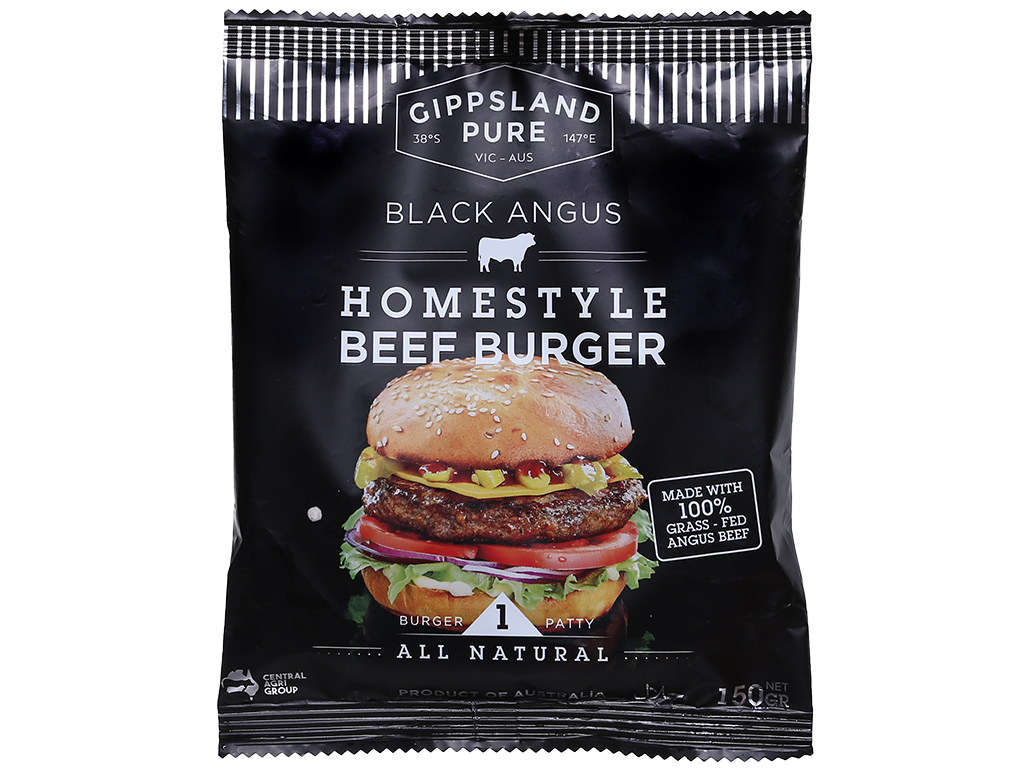 GIPPSLAND
PURE
38°S
147°E
VIC – AUS
BLACK ANGUS
HOMESTYLE
BEEF BURGER
MADE WITH
100%
GRASS - FED
ANGUS BEEF
BURGER 1 PATTY
ALL NATURAL
CENTRAL
AGRI
GROUP
PRODUCT OF AUSTRALIA
150 NET
GR